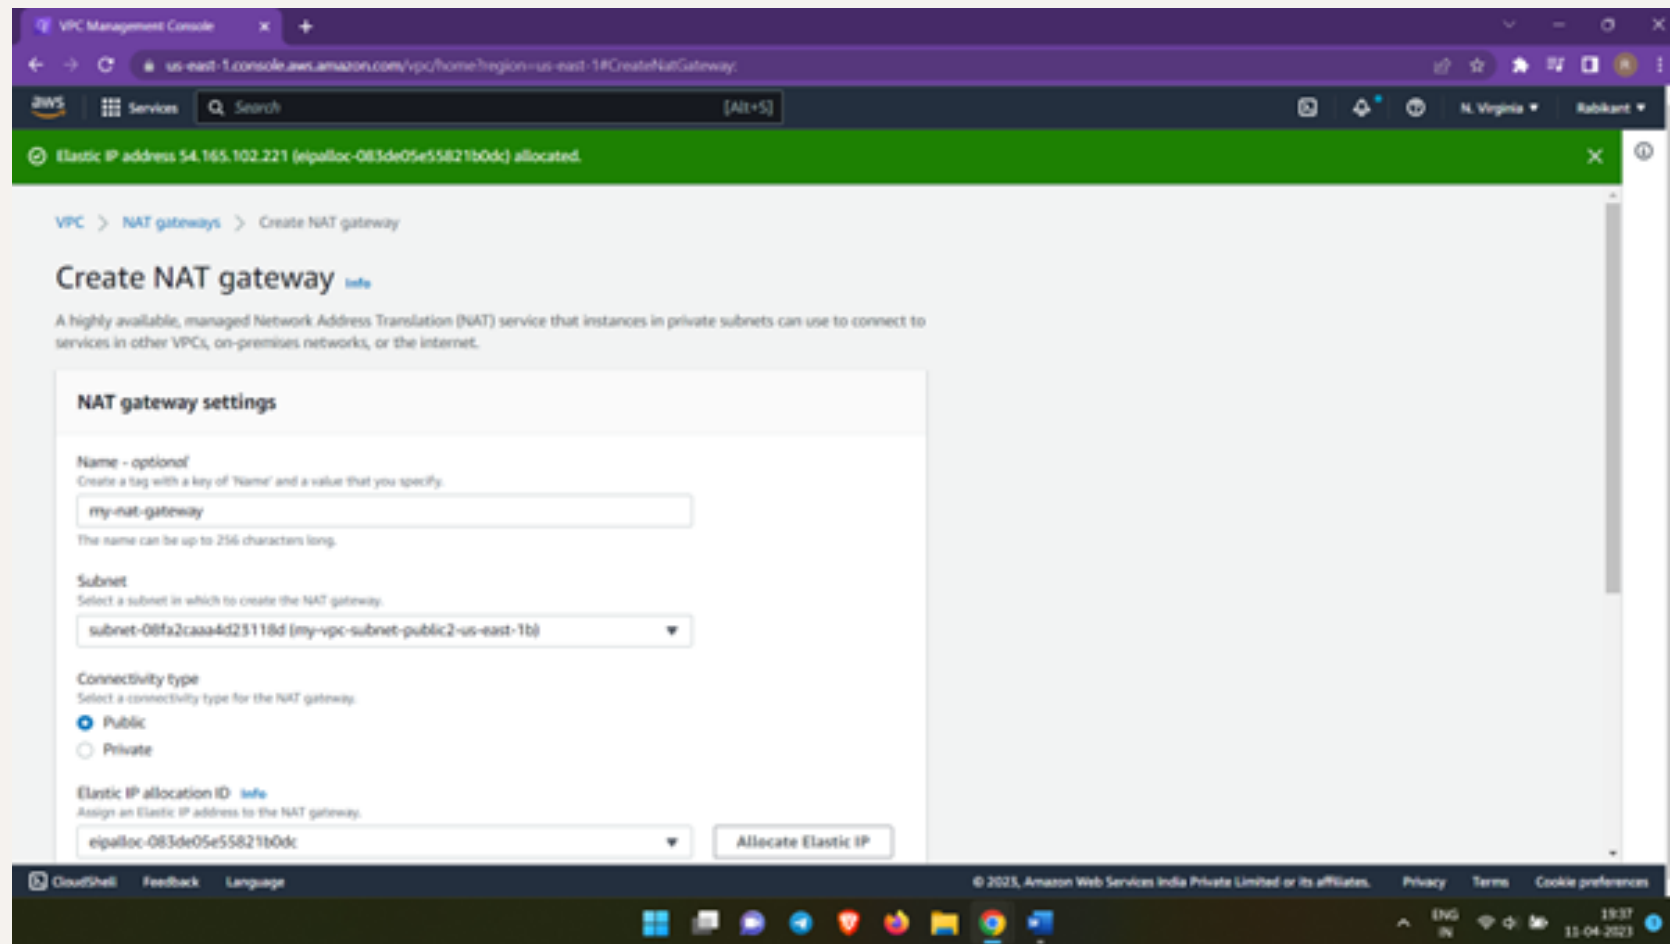 VPC Management Console
us-east-1.console.aws.amazon.com/vpc/home?region=us-east-1#CreateNatGateway:
aws Services Search [Alt+S] N. Virginia Rabikant
Elastic IP address 54.165.102.221 (eipalloc-083de05e55821b0dc) allocated.
VPC > NAT gateways > Create NAT gateway
Create NAT gateway Info
A highly available, managed Network Address Translation (NAT) service that instances in private subnets can use to connect to
services in other VPCs, on-premises networks, or the internet.
NAT gateway settings
Name - optional
Create a tag with a key of 'Name' and a value that you specify.
my-nat-gateway
The name can be up to 256 characters long.
Subnet
Select a subnet in which to create the NAT gateway.
subnet-08fa2caaa4d23118d (my-vpc-subnet-public2-us-east-1b)
Connectivity type
Select a connectivity type for the NAT gateway.
Public
Private
Elastic IP allocation ID Info
Assign an Elastic IP address to the NAT gateway.
eipalloc-083de05e55821b0dc Allocate Elastic IP
CloudShell Feedback Language © 2023, Amazon Web Services India Private Limited or its affiliates. Privacy Terms Cookie preferences
ENG 19:37
IN 11-04-2023